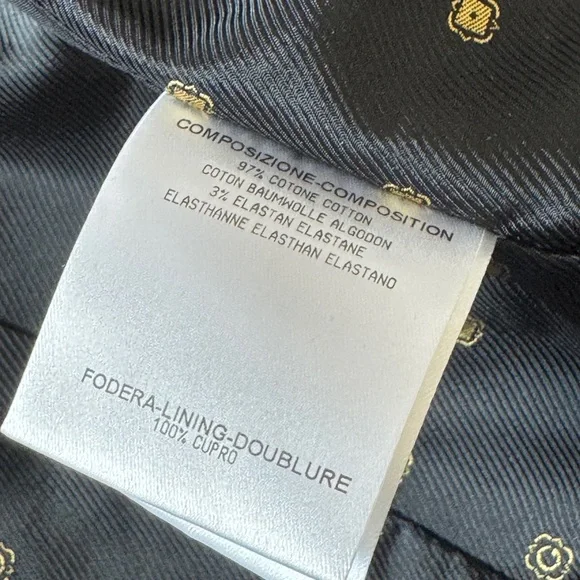 COMPOSIZIONE-COMPOSITION
97% COTONE COTTON
COTON BAUMWOLLE ALGODON
3% ELASTAN ELASTANE
ELASTHANNE ELASTHAN ELASTANO
FODERA-LINING-DOUBLURE
100% CUPRO